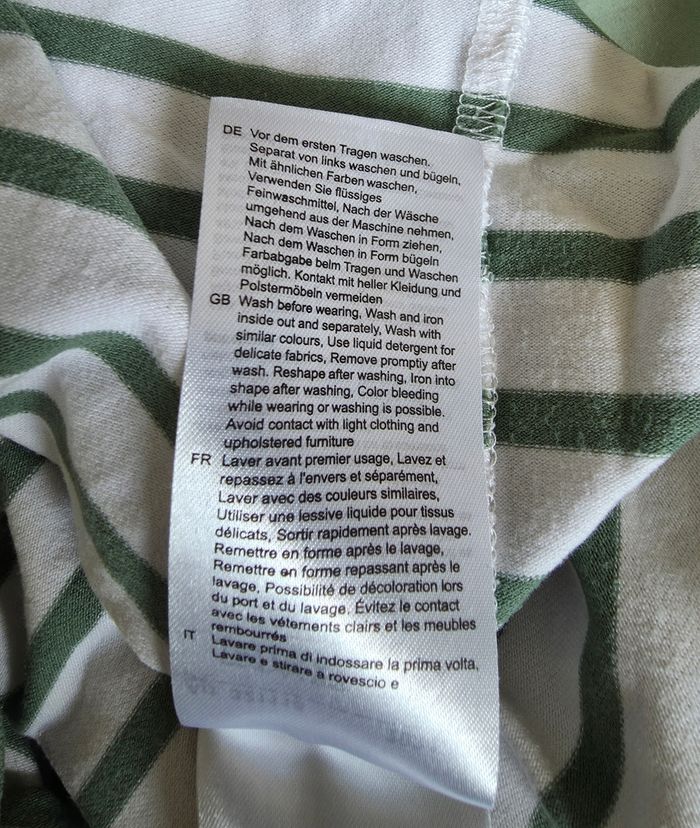 DE Vor dem ersten Tragen waschen.
Separat von links waschen und bügeln.
Mit ähnlichen Farben waschen,
Verwenden Sie flüssiges
Feinwaschmittel, Nach der Wäsche
umgehend aus der Maschine nehmen,
Nach dem Waschen in Form ziehen,
Nach dem Waschen in Form bügeln
Farbabgabe beim Tragen und Waschen
möglich. Kontakt mit heller Kleidung und
Polstermöbeln vermeiden
GB Wash before wearing, Wash and iron
inside out and separately, Wash with
similar colours, Use liquid detergent for
delicate fabrics, Remove promptly after
wash. Reshape after washing, Iron into
shape after washing, Color bleeding
while wearing or washing is possible.
Avoid contact with light clothing and
upholstered furniture
FR Laver avant premier usage, Lavez et
repassez à l'envers et séparément,
Laver avec des couleurs similaires,
Utiliser une lessive liquide pour tissus
délicats, Sortir rapidement après lavage.
Remettre en forme après le lavage,
Remettre en forme repassant après le
lavage, Possibilité de décoloration lors
du port et du lavage. Évitez le contact
avec les vêtements clairs et les meubles
rembourrés
IT Lavare prima di indossare la prima volta.
Lavare e stirare a rovescio e